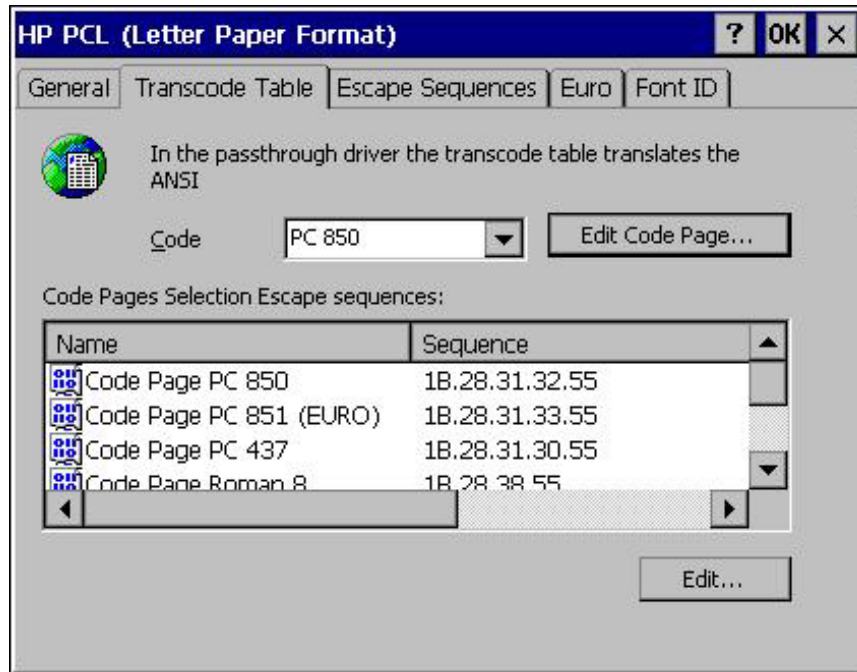 HP PCL (Letter Paper Format) ? OK ×
General Transcode Table Escape Sequences Euro Font ID
In the passthrough driver the transcode table translates the
ANSI
Code PC 850 Edit Code Page...
Code Pages Selection Escape sequences:
Name Sequence
Code Page PC 850 1B.28.31.32.55
Code Page PC 851 (EURO) 1B.28.31.33.55
Code Page PC 437 1B.28.31.30.55
Code Page Roman 8 1B.28.38.55
Edit...